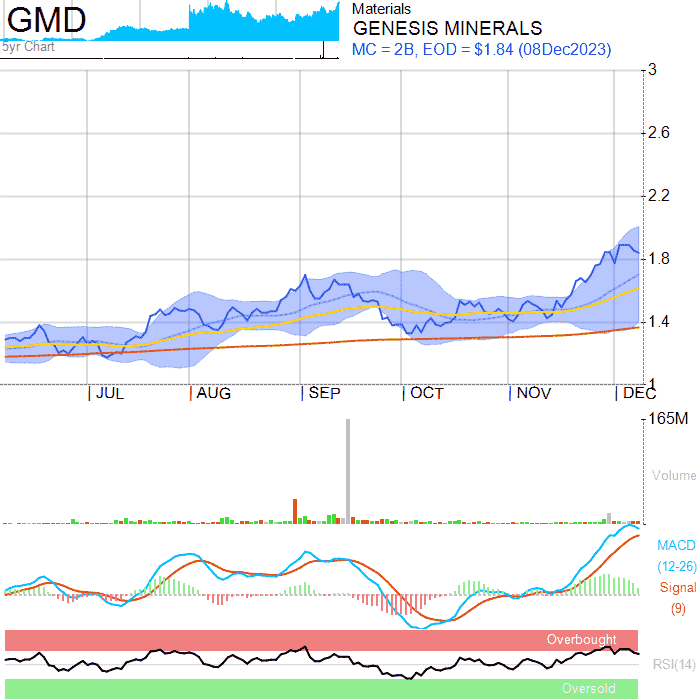 GMD
5yr Chart
Materials
GENESIS MINERALS
MC = 2B, EOD = $1.84 (08Dec2023)
3
2.6
2.2
1.8
1.4
1
JUL AUG SEP OCT NOV DEC
165M
Volume
MACD
(12-26)
Signal
(9)
Overbought
RSI(14)
Oversold